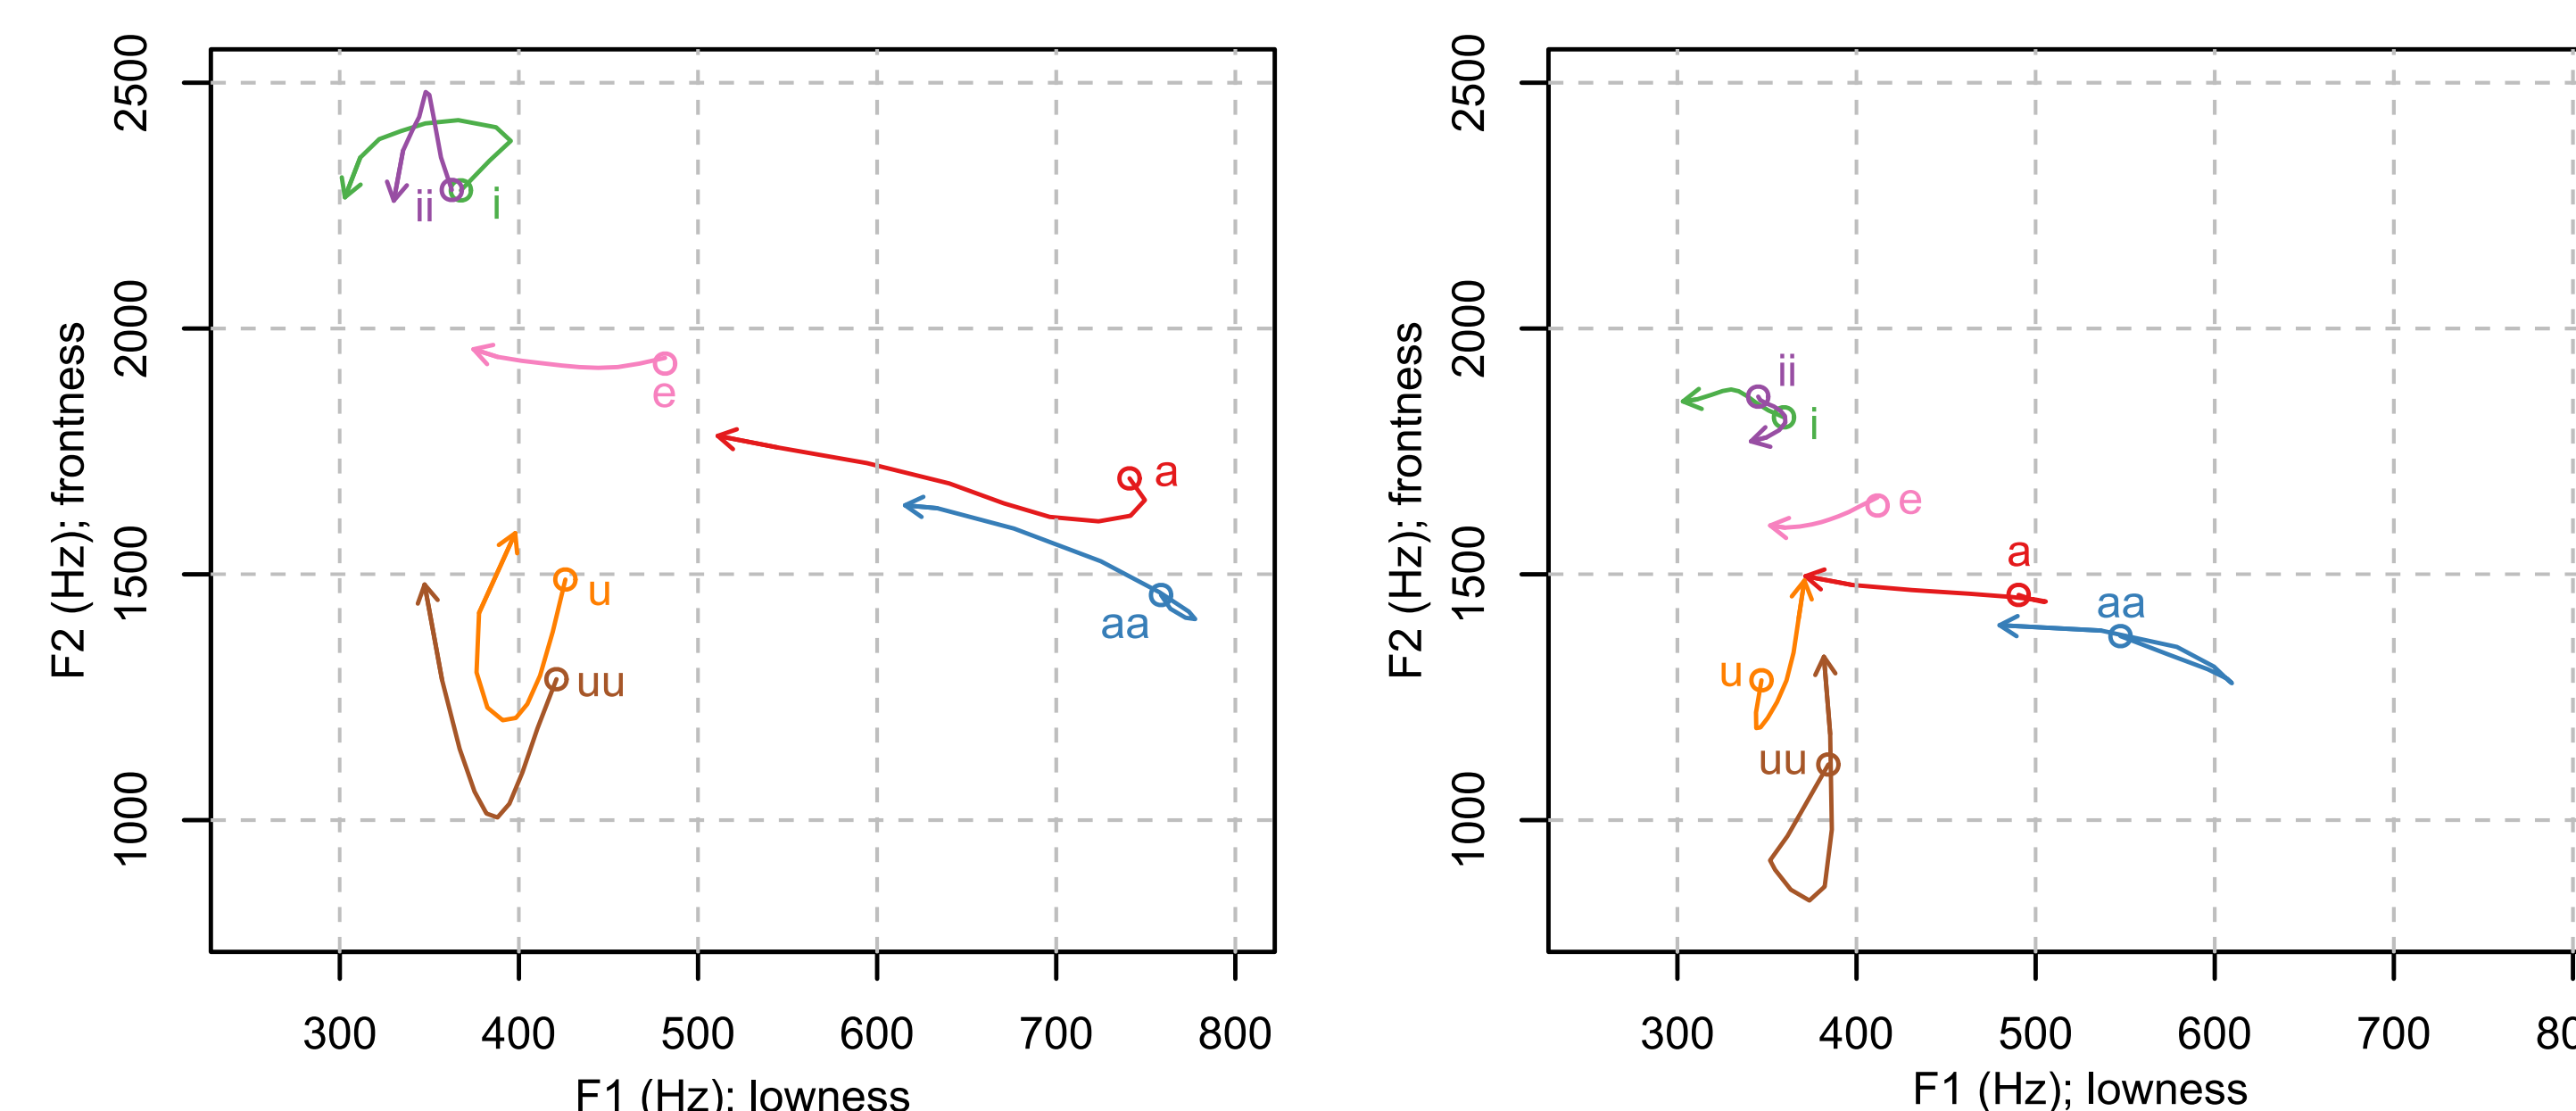 F2 (Hz); frontness
2500
2000
1500
1000
ii
i
e
a
aa
u
uu
300 400 500 600 700 800
F1 (Hz); lowness
F2 (Hz); frontness
2500
2000
1500
1000
ii
i
e
a
aa
u
uu
300 400 500 600 700 80
F1 (Hz); lowness